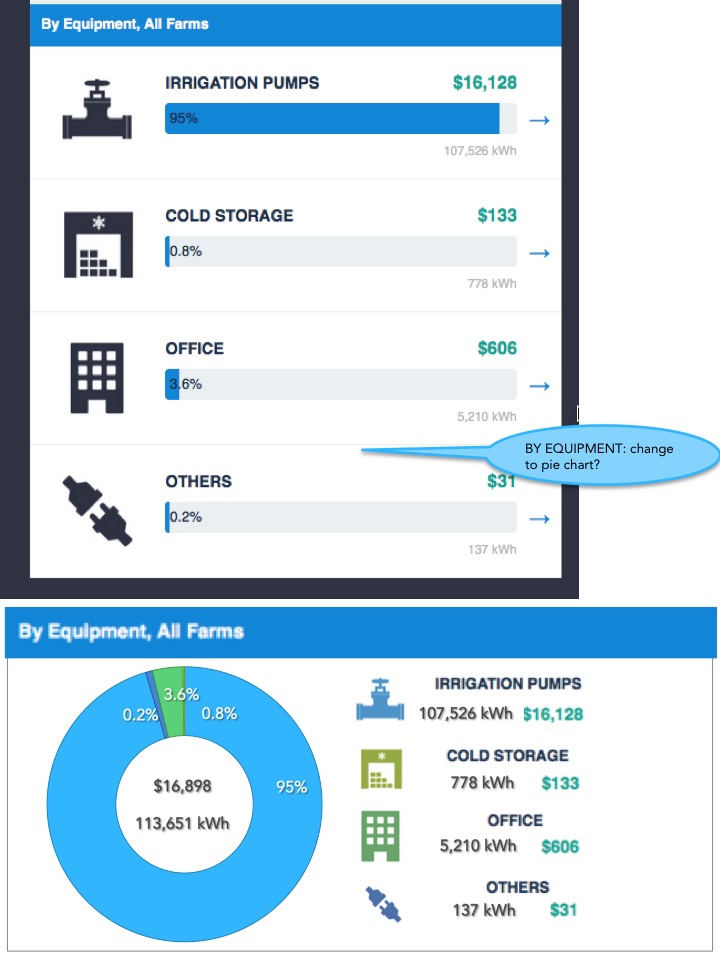 By Equipment, All Farms
IRRIGATION PUMPS $16,128
95%
107,526 kWh
COLD STORAGE $133
0.8%
778 kWh
OFFICE $606
3.6%
5,210 kWh
BY EQUIPMENT: change
to pie chart?
OTHERS $31
0.2%
137 kWh
By Equipment, All Farms
3.6%
0.2% 0.8%
95%
$16,898
113,651 kWh
IRRIGATION PUMPS
107,526 kWh $16,128
COLD STORAGE
778 kWh $133
OFFICE
5,210 kWh $606
OTHERS
137 kWh $31